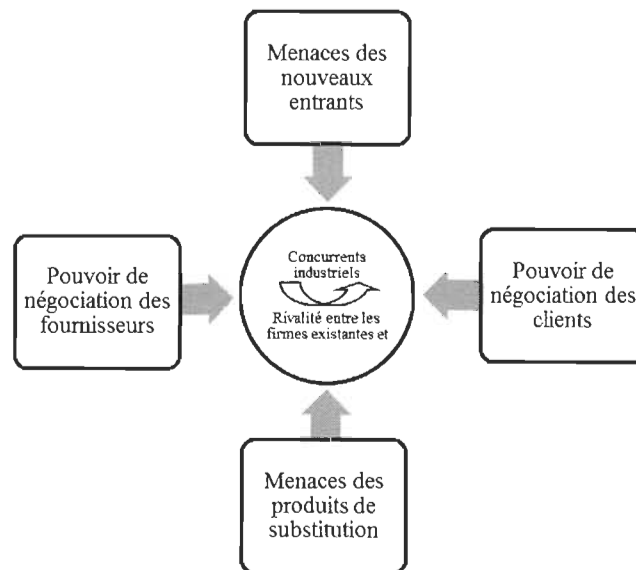 Menaces des
nouveaux
entrants
Pouvoir de
négociation des
fournisseurs
Concurrents
industriels
Rivalité entre les
firmes existantes et
Pouvoir de
négociation des
clients
Menaces des
produits de
substitution